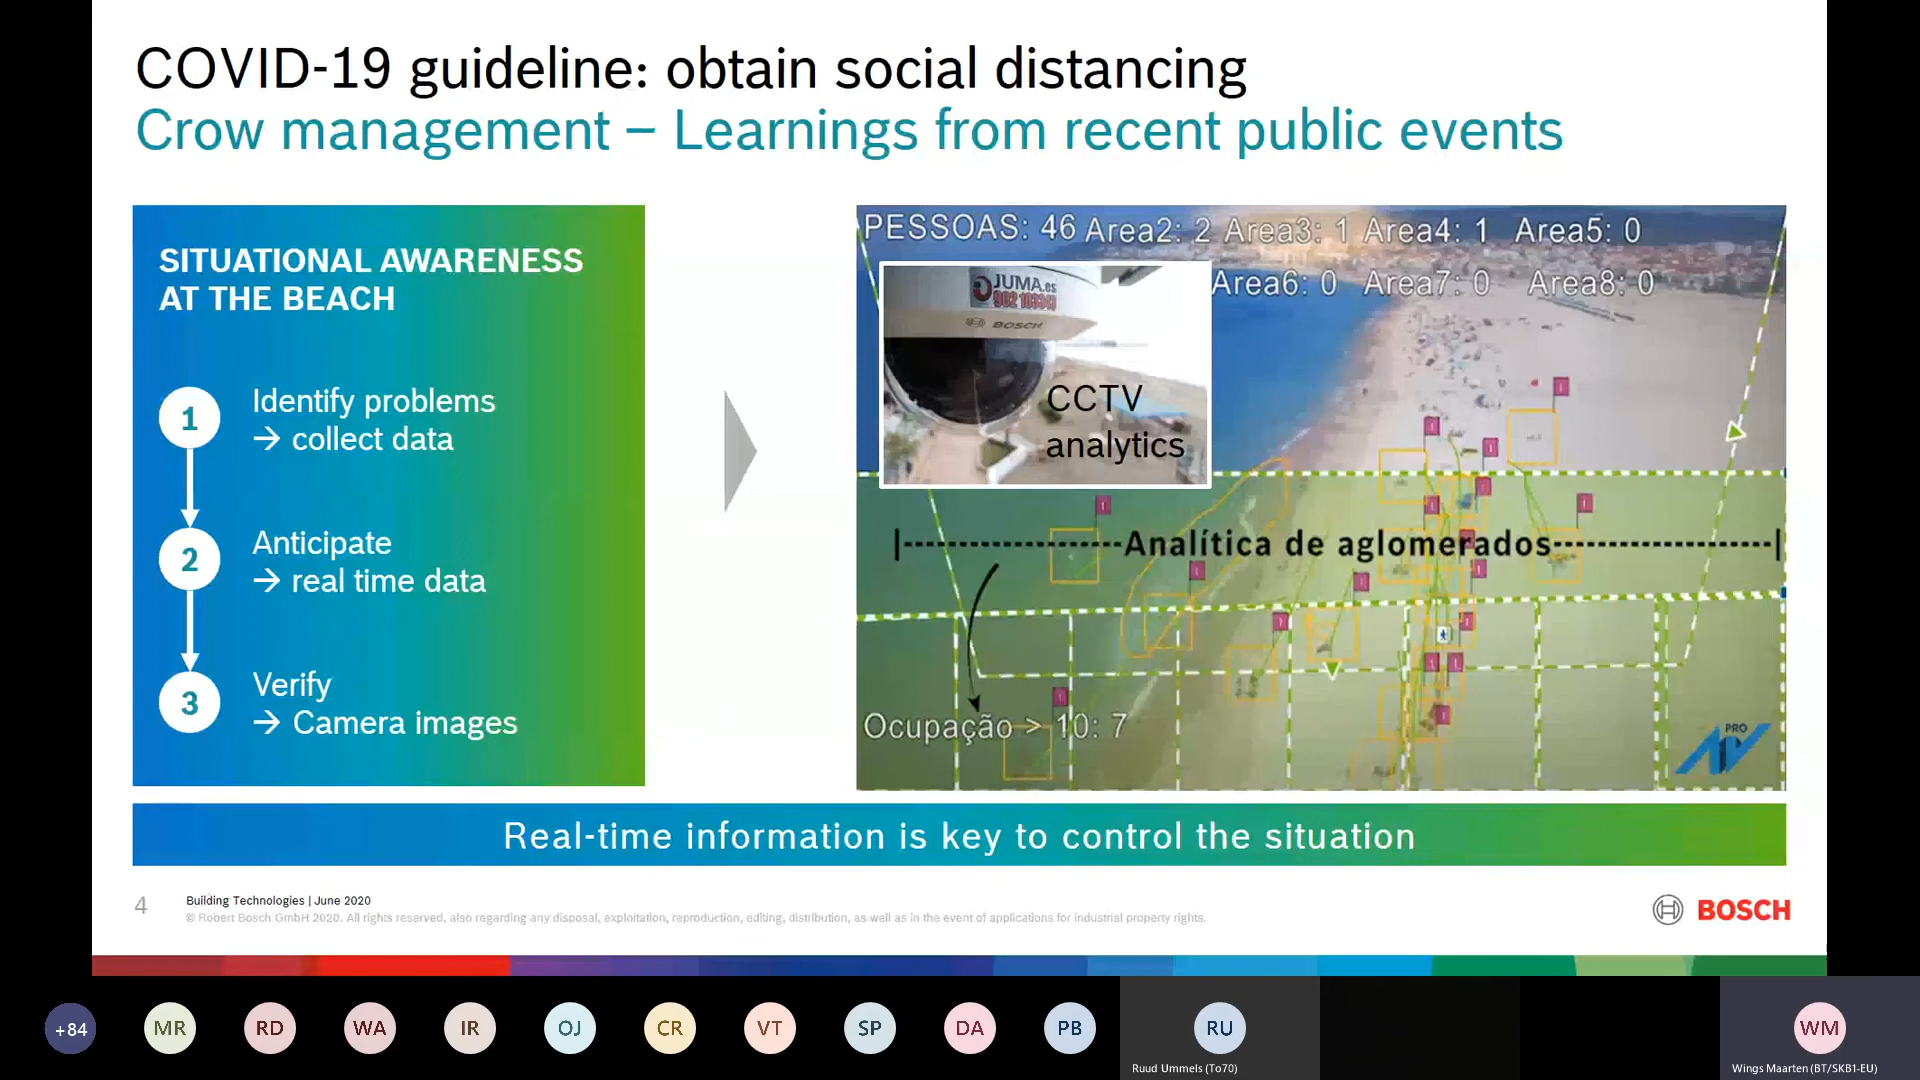 COVID-19 guideline: obtain social distancing
Crow management – Learnings from recent public events
SITUATIONAL AWARENESS
AT THE BEACH
1
Identify problems
→ collect data
2
Anticipate
→ real time data
3
Verify
→ Camera images
PESSOAS: 46 Area2: 2 Area3: 1 Area4: 1 Area5: 0
Area6: 0 Area7: 0 Area8: 0
JUMA.es
902 103343
BOSCH
CCTV
analytics
|----------Analítica de aglomerados----------|
Ocupação > 10: 7
PRO
Real-time information is key to control the situation
4
Building Technologies | June 2020
© Robert Bosch GmbH 2020. All rights reserved, also regarding any disposal, exploitation, reproduction, editing, distribution, as well as in the event of applications for industrial property rights.
BOSCH
+84
MR
RD
WA
IR
OJ
CR
VT
SP
DA
PB
RU
WM
Ruud Ummels (To70)
Wings Maarten (BT/SKB1-EU)